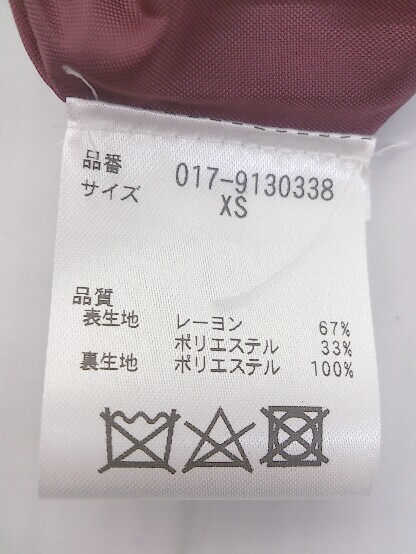 品番 017-9130338
サイズ XS
品質
表生地 レーヨン 67%
ポリエステル 33%
裏生地 ポリエステル 100%